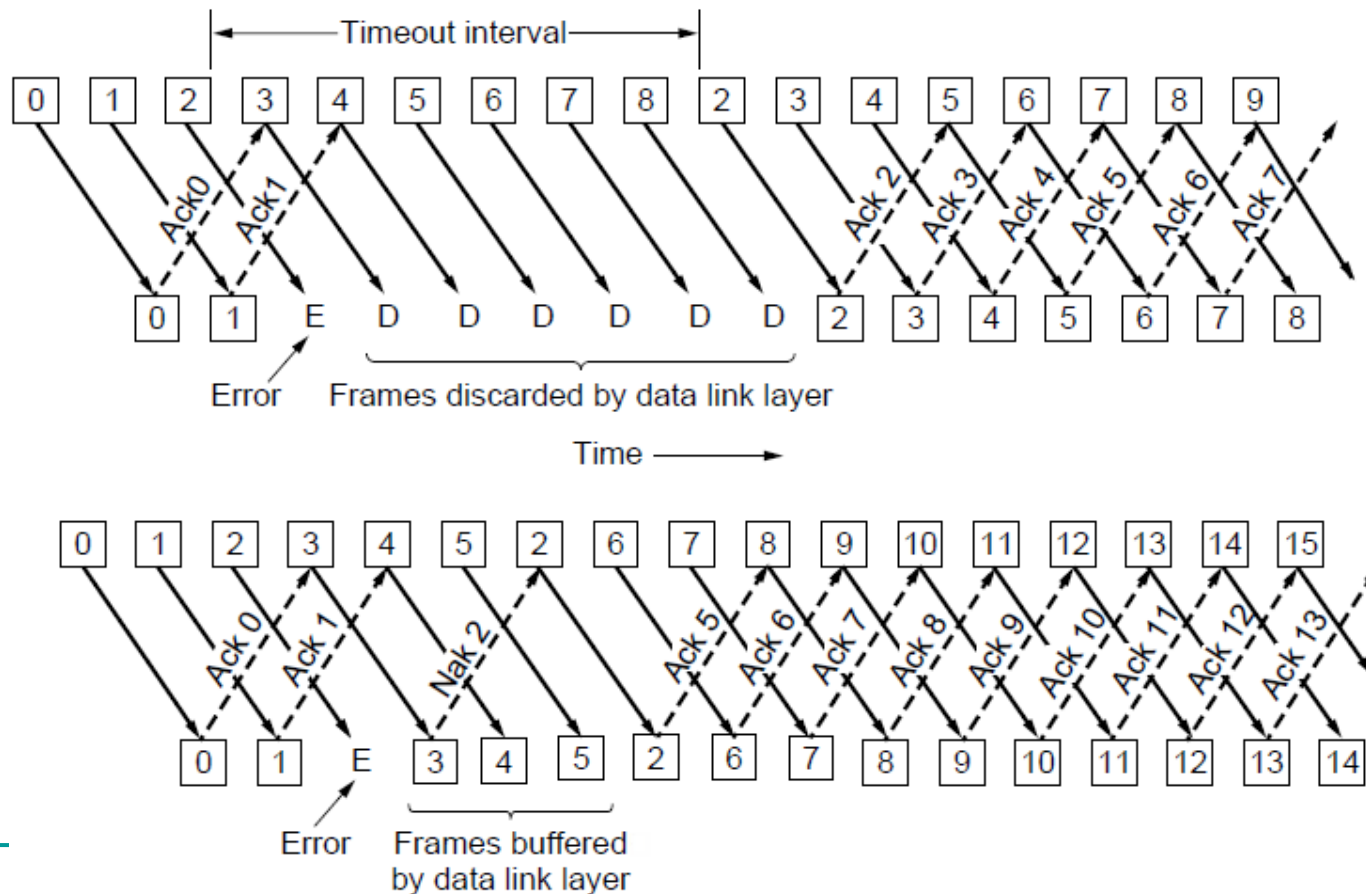 Timeout interval
0 1 2 3 4 5 6 7 8 2 3 4 5 6 7 8 9
Ack0 Ack1 Ack 2 Ack 3 Ack 4 Ack 5 Ack 6 Ack 7
0 1 E D D D D D D 2 3 4 5 6 7 8
Error Frames discarded by data link layer
Time
0 1 2 3 4 5 2 6 7 8 9 10 11 12 13 14 15
Ack 0 Ack 1 Nak 2 Ack 5 Ack 6 Ack 7 Ack 8 Ack 9 Ack 10 Ack 11 Ack 12 Ack 13
0 1 E 3 4 5 2 6 7 8 9 10 11 12 13 14
Error Frames buffered
by data link layer